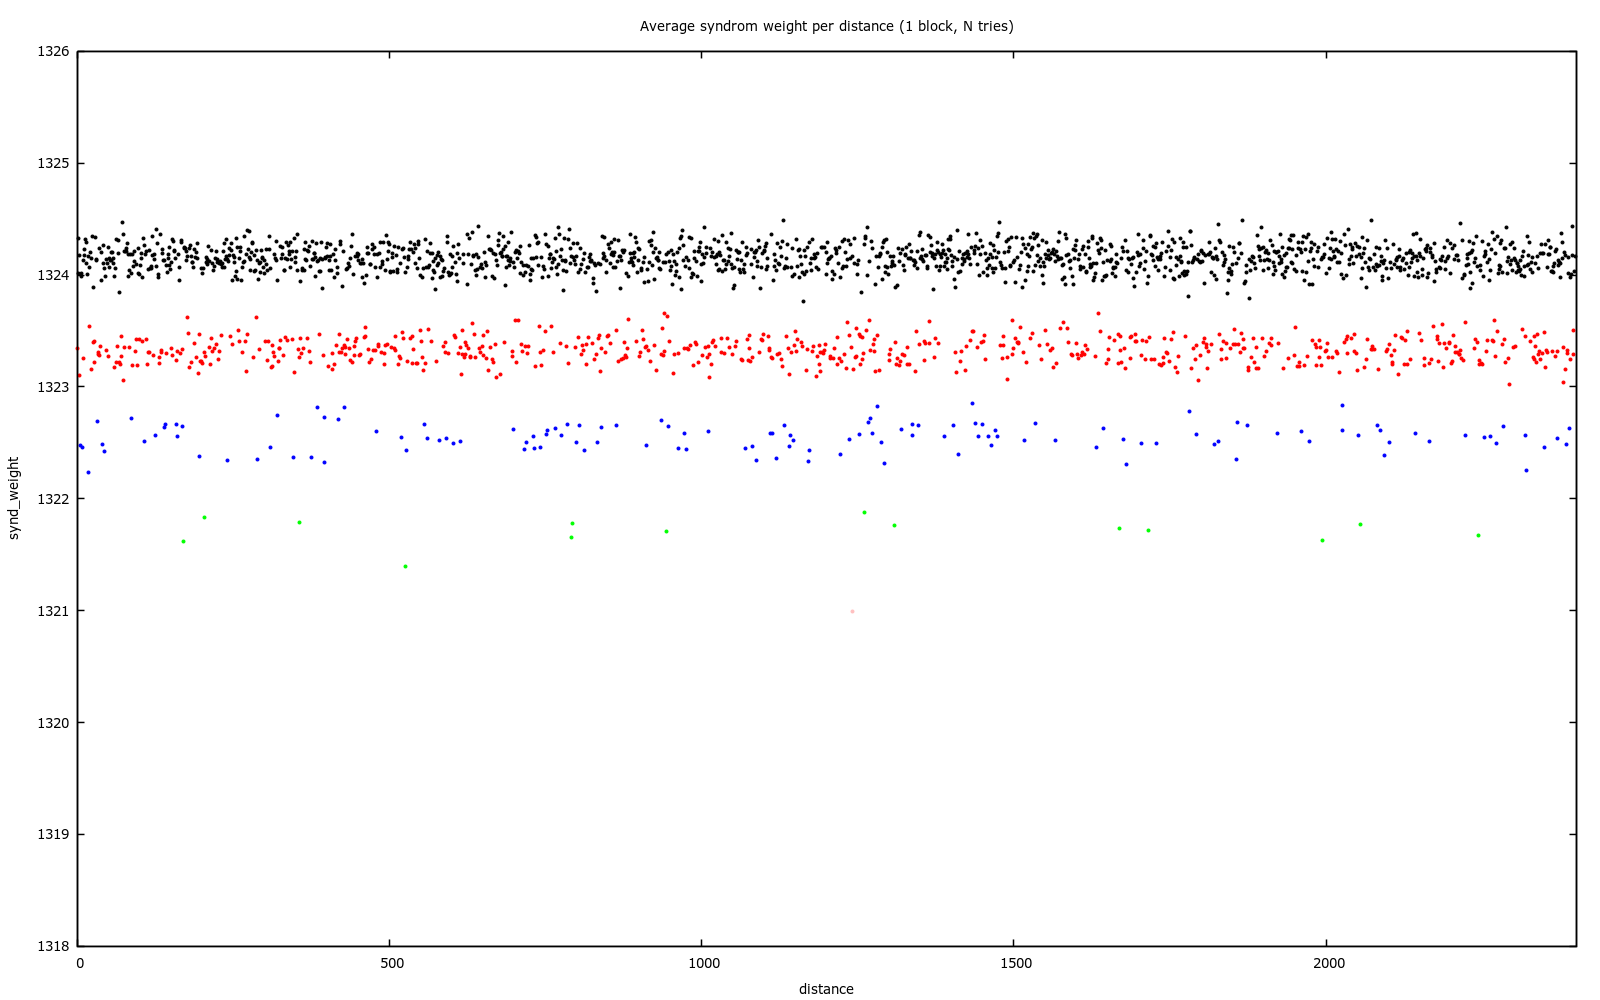 Average syndrom weight per distance (1 block, N tries)
1326
1325
1324
1323
1322
1321
1320
1319
1318
synd_weight
0 500 1000 1500 2000
distance